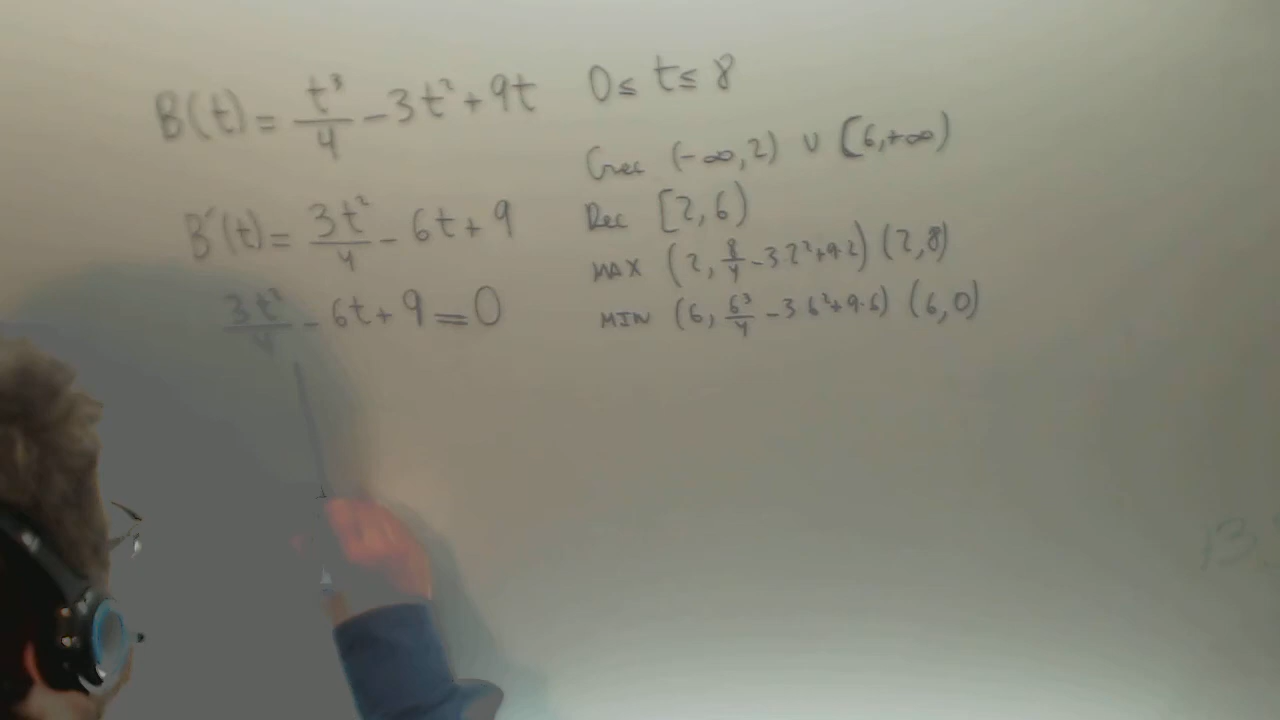 B(t) = t³/4 - 3t² + 9t 0 ≤ t ≤ 8
Crec (-∞, 2) ∪ [6, +∞)
B'(t) = 3t²/4 - 6t + 9
Dec [2, 6)
MAX (2, 8/4 - 3 2² + 9·2) (2, 8)
3t²/4 - 6t + 9 = 0
MIN (6, 6³/4 - 3 6² + 9·6) (6, 0)
13.